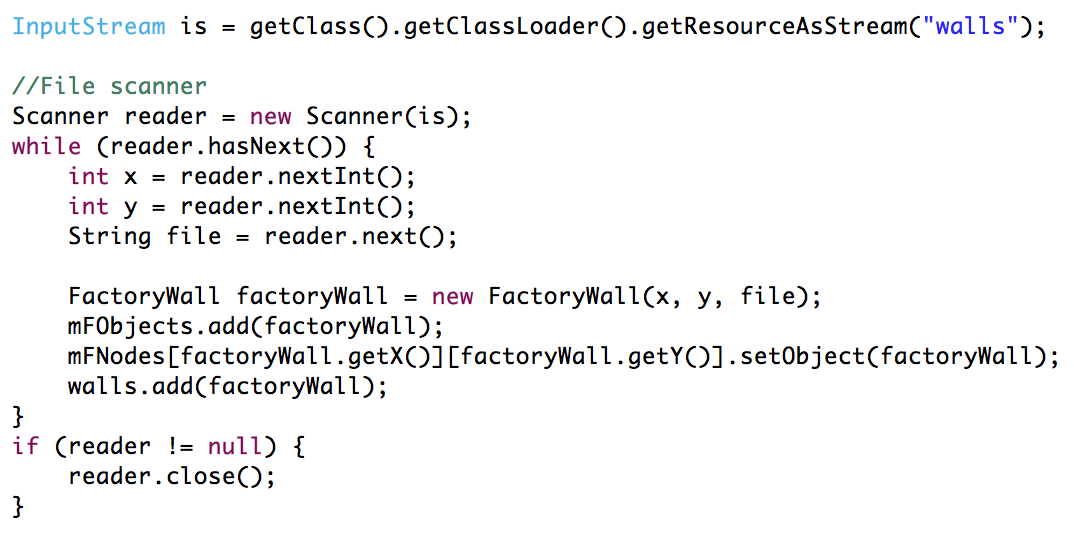 InputStream is = getClass().getClassLoader().getResourceAsStream("walls");
//File scanner
Scanner reader = new Scanner(is);
while (reader.hasNext()) {
    int x = reader.nextInt();
    int y = reader.nextInt();
    String file = reader.next();
    FactoryWall factoryWall = new FactoryWall(x, y, file);
    mFObjects.add(factoryWall);
    mFNodes[factoryWall.getX()][factoryWall.getY()].setObject(factoryWall);
    walls.add(factoryWall);
}
if (reader != null) {
    reader.close();
}